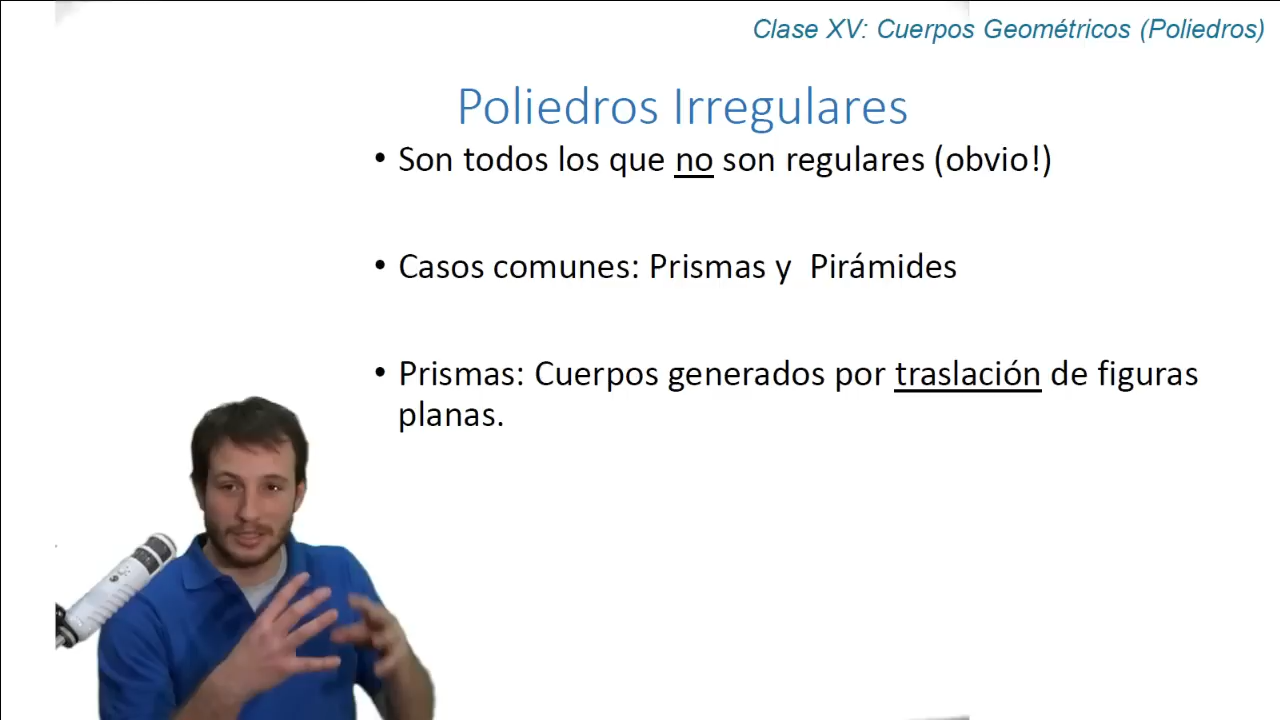 Clase XV: Cuerpos Geométricos (Poliedros)
Poliedros Irregulares
• Son todos los que no son regulares (obvio!)
• Casos comunes: Prismas y  Pirámides
• Prismas: Cuerpos generados por traslación de figuras
planas.